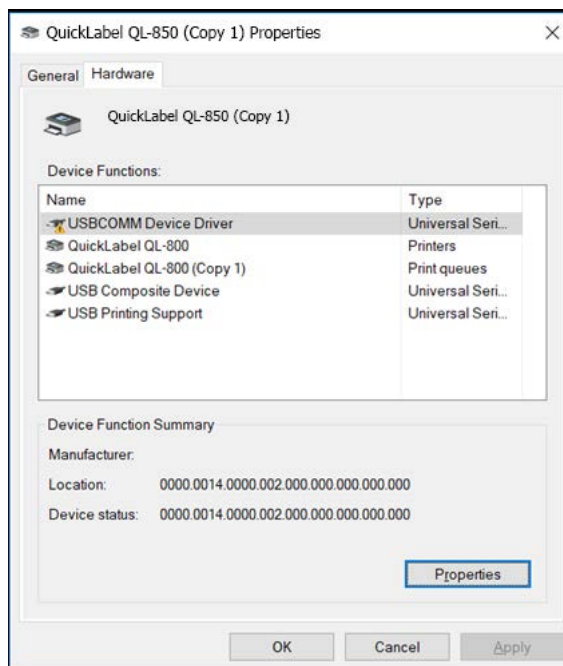 QuickLabel QL-850 (Copy 1) Properties
General Hardware
QuickLabel QL-850 (Copy 1)
Device Functions:
Name Type
USBCOMM Device Driver Universal Seri...
QuickLabel QL-800 Printers
QuickLabel QL-800 (Copy 1) Print queues
USB Composite Device Universal Seri...
USB Printing Support Universal Seri...
Device Function Summary
Manufacturer:
Location: 0000.0014.0000.002.000.000.000.000.000
Device status: 0000.0014.0000.002.000.000.000.000.000
Properties
OK Cancel Apply